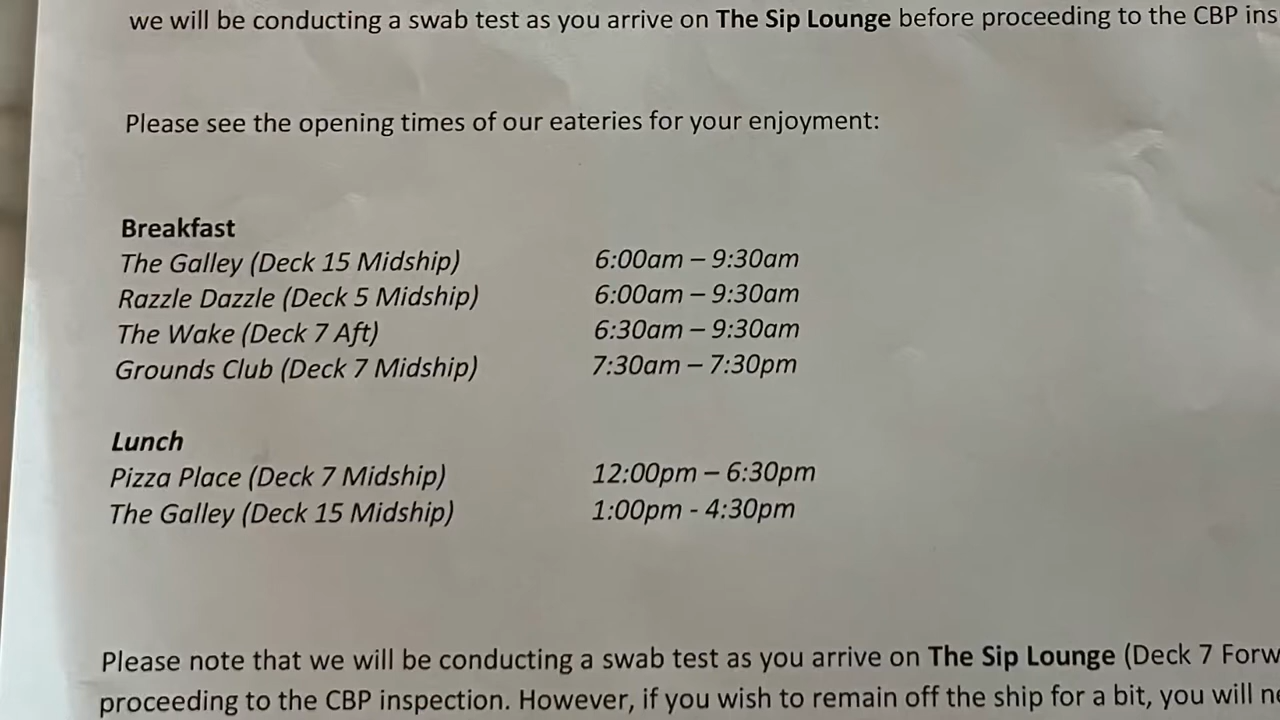 we will be conducting a swab test as you arrive on The Sip Lounge before proceeding to the CBP
Please see the opening times of our eateries for your enjoyment:
Breakfast
The Galley (Deck 15 Midship) 6:00am – 9:30am
Razzle Dazzle (Deck 5 Midship) 6:00am – 9:30am
The Wake (Deck 7 Aft) 6:30am – 9:30am
Grounds Club (Deck 7 Midship) 7:30am – 7:30pm
Lunch
Pizza Place (Deck 7 Midship) 12:00pm – 6:30pm
The Galley (Deck 15 Midship) 1:00pm - 4:30pm
Please note that we will be conducting a swab test as you arrive on The Sip Lounge (Deck 7
proceeding to the CBP inspection. However, if you wish to remain off the ship for a bit, you will